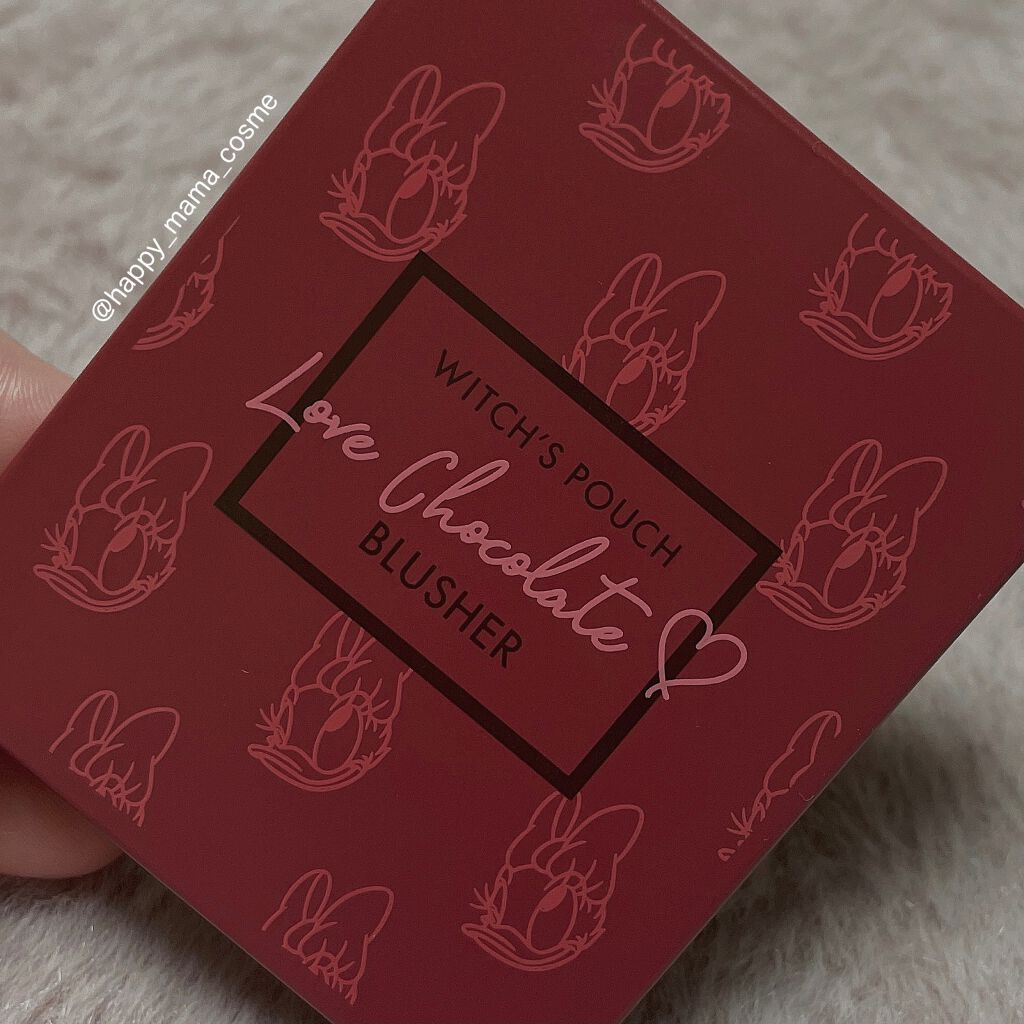 @happy_mama_cosme
WITCH'S POUCH
Love Chocolate
BLUSHER